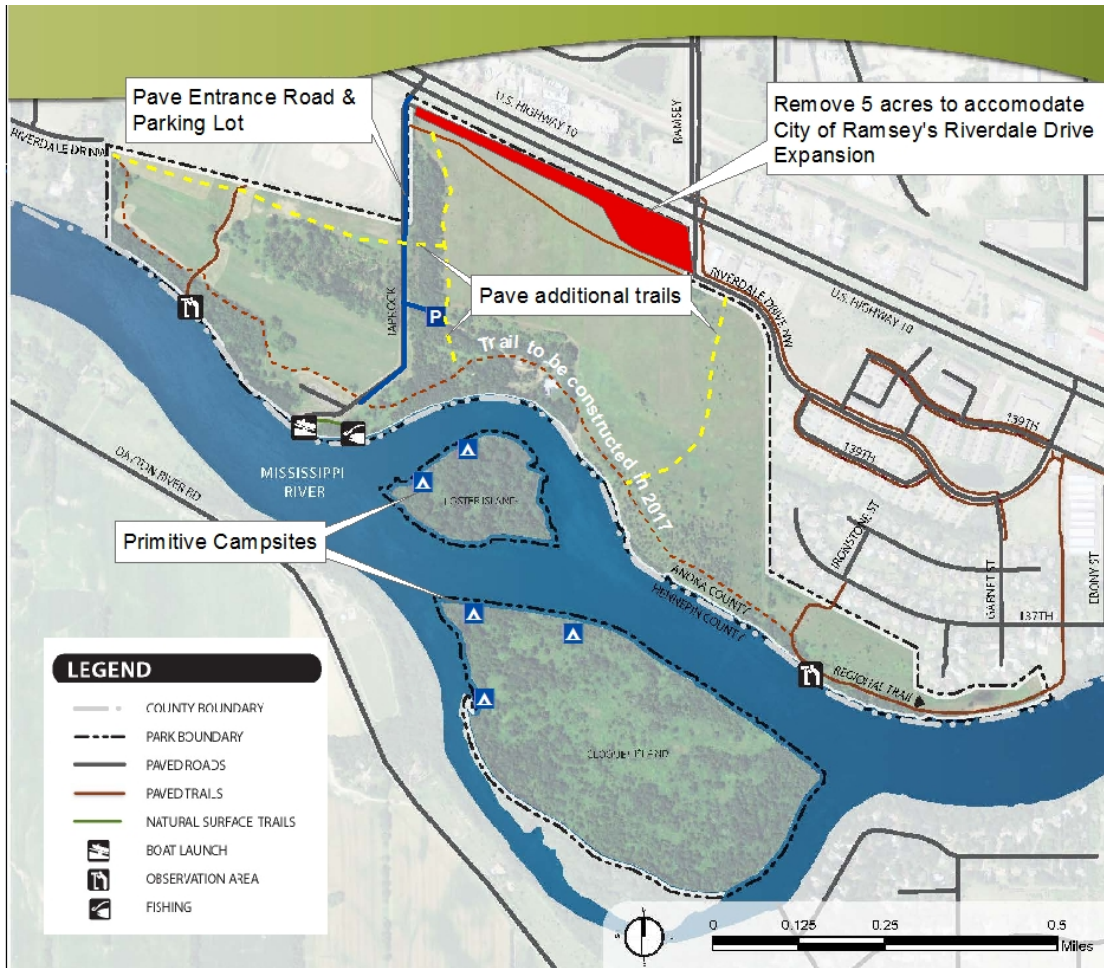 Pave Entrance Road &
Parking Lot
Remove 5 acres to accomodate
City of Ramsey's Riverdale Drive
Expansion
U.S. HIGHWAY 10
RAMSEY
RIVERDALE DR NW
Pave additional trails
RIVERDALE DRIVE NW
U.S. HIGHWAY 10
P
Trail to be constructed in 2017
139TH
139TH
MISSISSIPPI
RIVER
DAYTON RIVER RD
Primitive Campsites
IRONSTONE ST
GARNET ST
EBONY ST
137TH
ANOKA COUNTY
HENNEPIN COUNTY
REGIONAL TRAIL
CLOQUET ISLAND
LEGEND
COUNTY BOUNDARY
PARK BOUNDARY
PAVED ROADS
PAVED TRAILS
NATURAL SURFACE TRAILS
BOAT LAUNCH
OBSERVATION AREA
FISHING
0 0.125 0.25 0.5
Miles